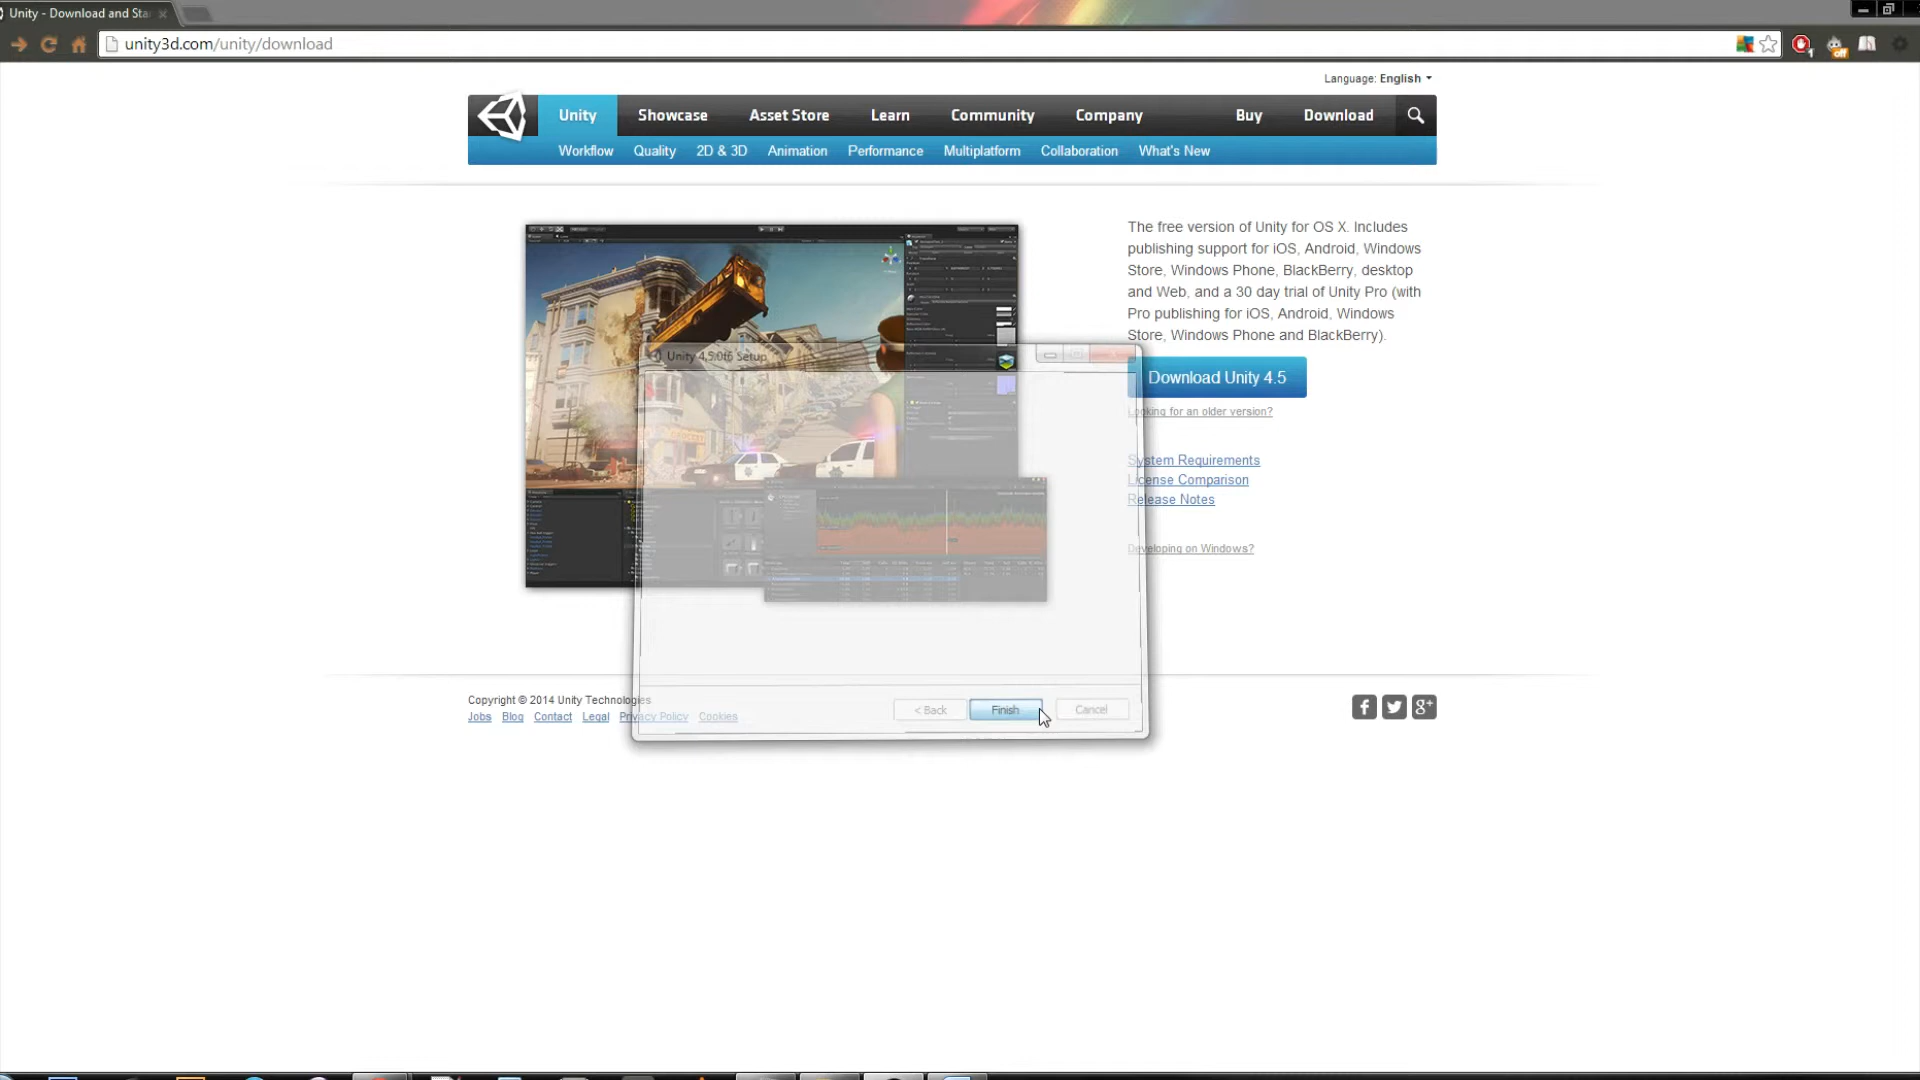 Unity - Download and Sta
unity3d.com/unity/download
Language: English
Unity Showcase Asset Store Learn Community Company Buy Download
Workflow Quality 2D & 3D Animation Performance Multiplatform Collaboration What's New
The free version of Unity for OS X. Includes
publishing support for iOS, Android, Windows
Store, Windows Phone, BlackBerry, desktop
and Web, and a 30 day trial of Unity Pro (with
Pro publishing for iOS, Android, Windows
Store, Windows Phone and BlackBerry).
Unity 4.5.0f6 Setup
Download Unity 4.5
Looking for an older version?
System Requirements
License Comparison
Release Notes
Developing on Windows?
Copyright © 2014 Unity Technologies
Jobs Blog Contact Legal Privacy Policy Cookies
< Back Finish Cancel
off
1